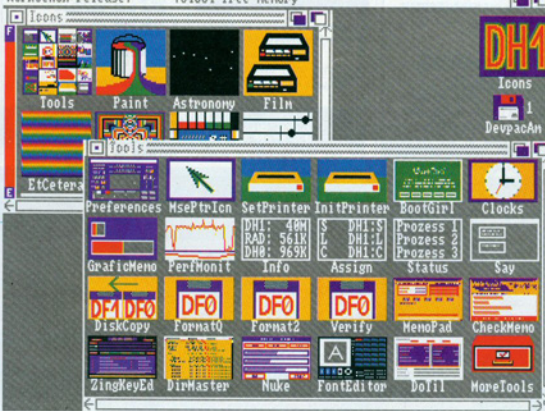 Icons
F
DH1
Tools
Paint
Astronomy
Film
Icons
1
DevpacAm
EtCetera
E
Tools
Preferences
MsePtrIcn
SetPrinter
InitPrinter
BootGirl
Clocks
DH1: 40M
RAD: 561K
DH0: 969K
S DH1:S
L DH1:L
C DH1:C
Prozess 1
Prozess 2
Prozess 3
GraficMemo
PerfMonit
Info
Assign
Status
Say
DF1 DF0
DF0
DF0
DF0
DiskCopy
FormatQ
Format2
Verify
MemoPad
CheckMemo
A
ZingKeyEd
DirMaster
Nuke
FontEditor
DoTil
MoreTools